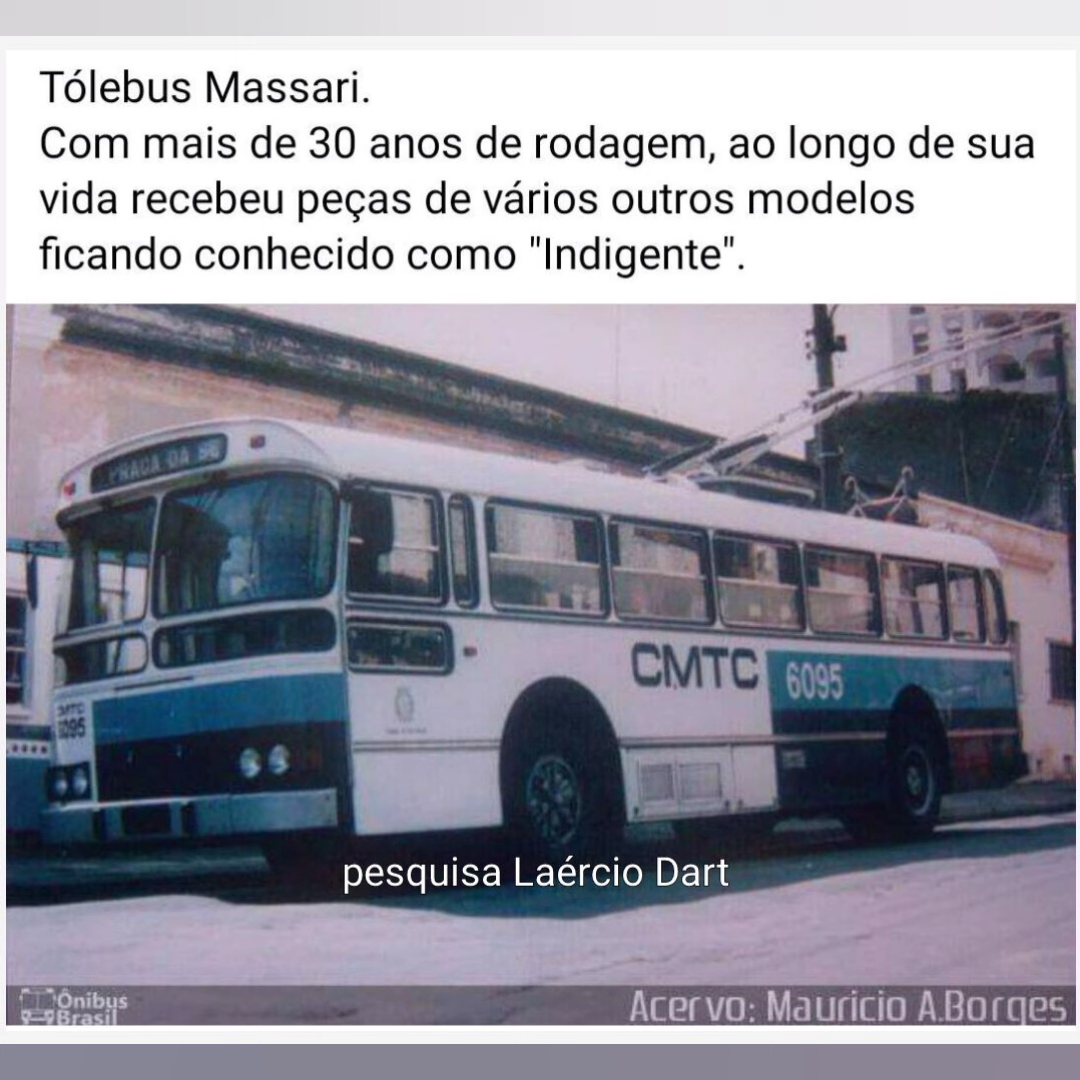 Tólebus Massari.
Com mais de 30 anos de rodagem, ao longo de sua
vida recebeu peças de vários outros modelos
ficando conhecido como "Indigente".
PRAÇA DA SÉ
CMTC
6095
CMTC
6095
pesquisa Laércio Dart
Ônibus
Brasil
Acervo: Mauricio A.Borges